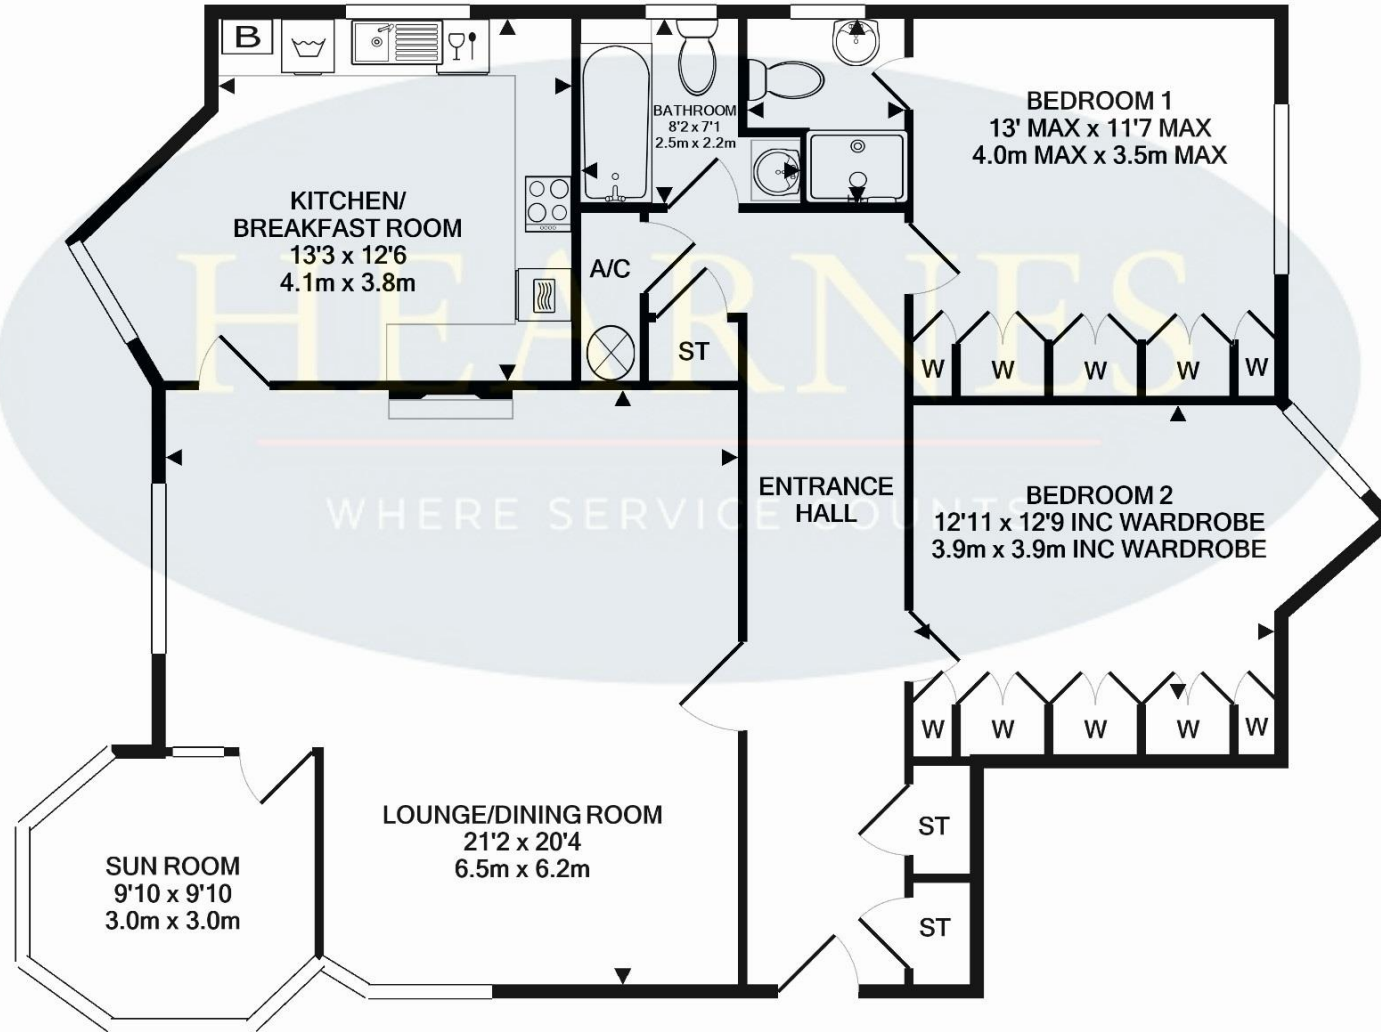 B
KITCHEN/
BREAKFAST ROOM
13'3 x 12'6
4.1m x 3.8m
BATHROOM
8'2 x 7'1
2.5m x 2.2m
BEDROOM 1
13' MAX x 11'7 MAX
4.0m MAX x 3.5m MAX
A/C
ST
W W W W W
HEARNES
WHERE SERVICE COUNTS
ENTRANCE
HALL
BEDROOM 2
12'11 x 12'9 INC WARDROBE
3.9m x 3.9m INC WARDROBE
W W W W W
LOUNGE/DINING ROOM
21'2 x 20'4
6.5m x 6.2m
SUN ROOM
9'10 x 9'10
3.0m x 3.0m
ST
ST